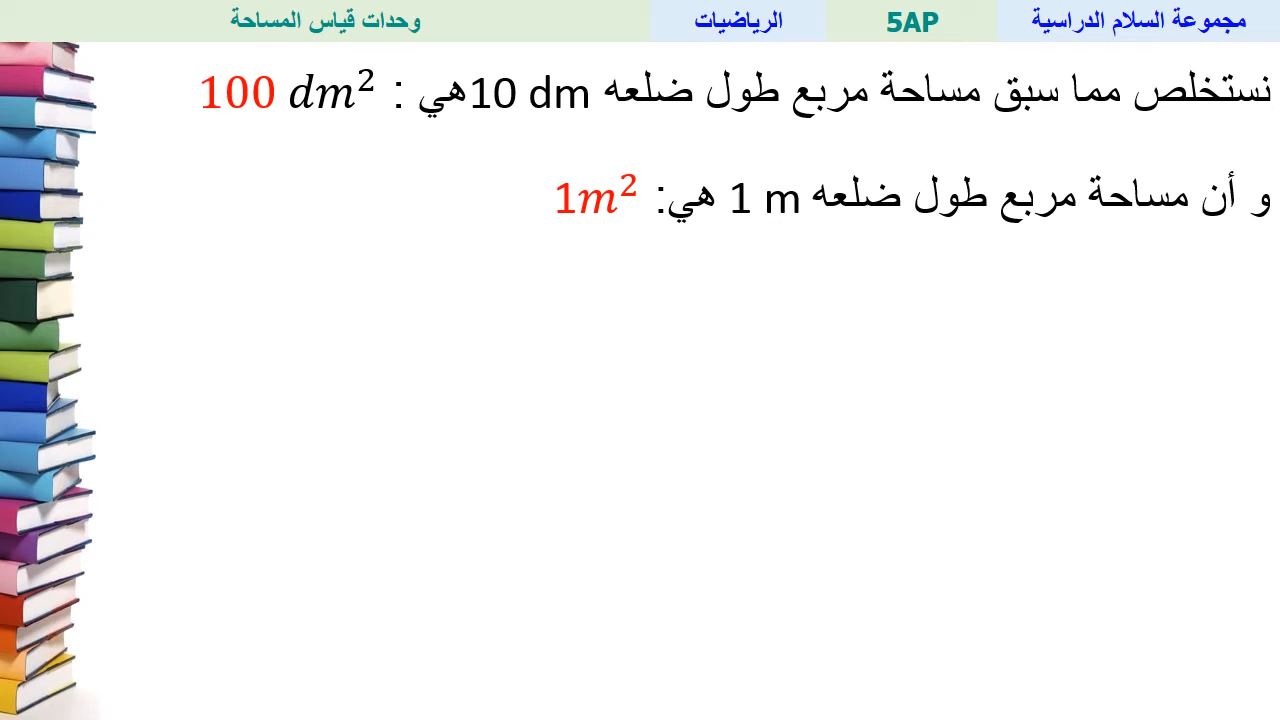 مجموعة السلام الدراسية 5AP الرياضيات وحدات قياس المساحة
نستخلص مما سبق مساحة مربع طول ضلعه 10 dm هي : 100 dm²
و أن مساحة مربع طول ضلعه 1 m هي: 1m²